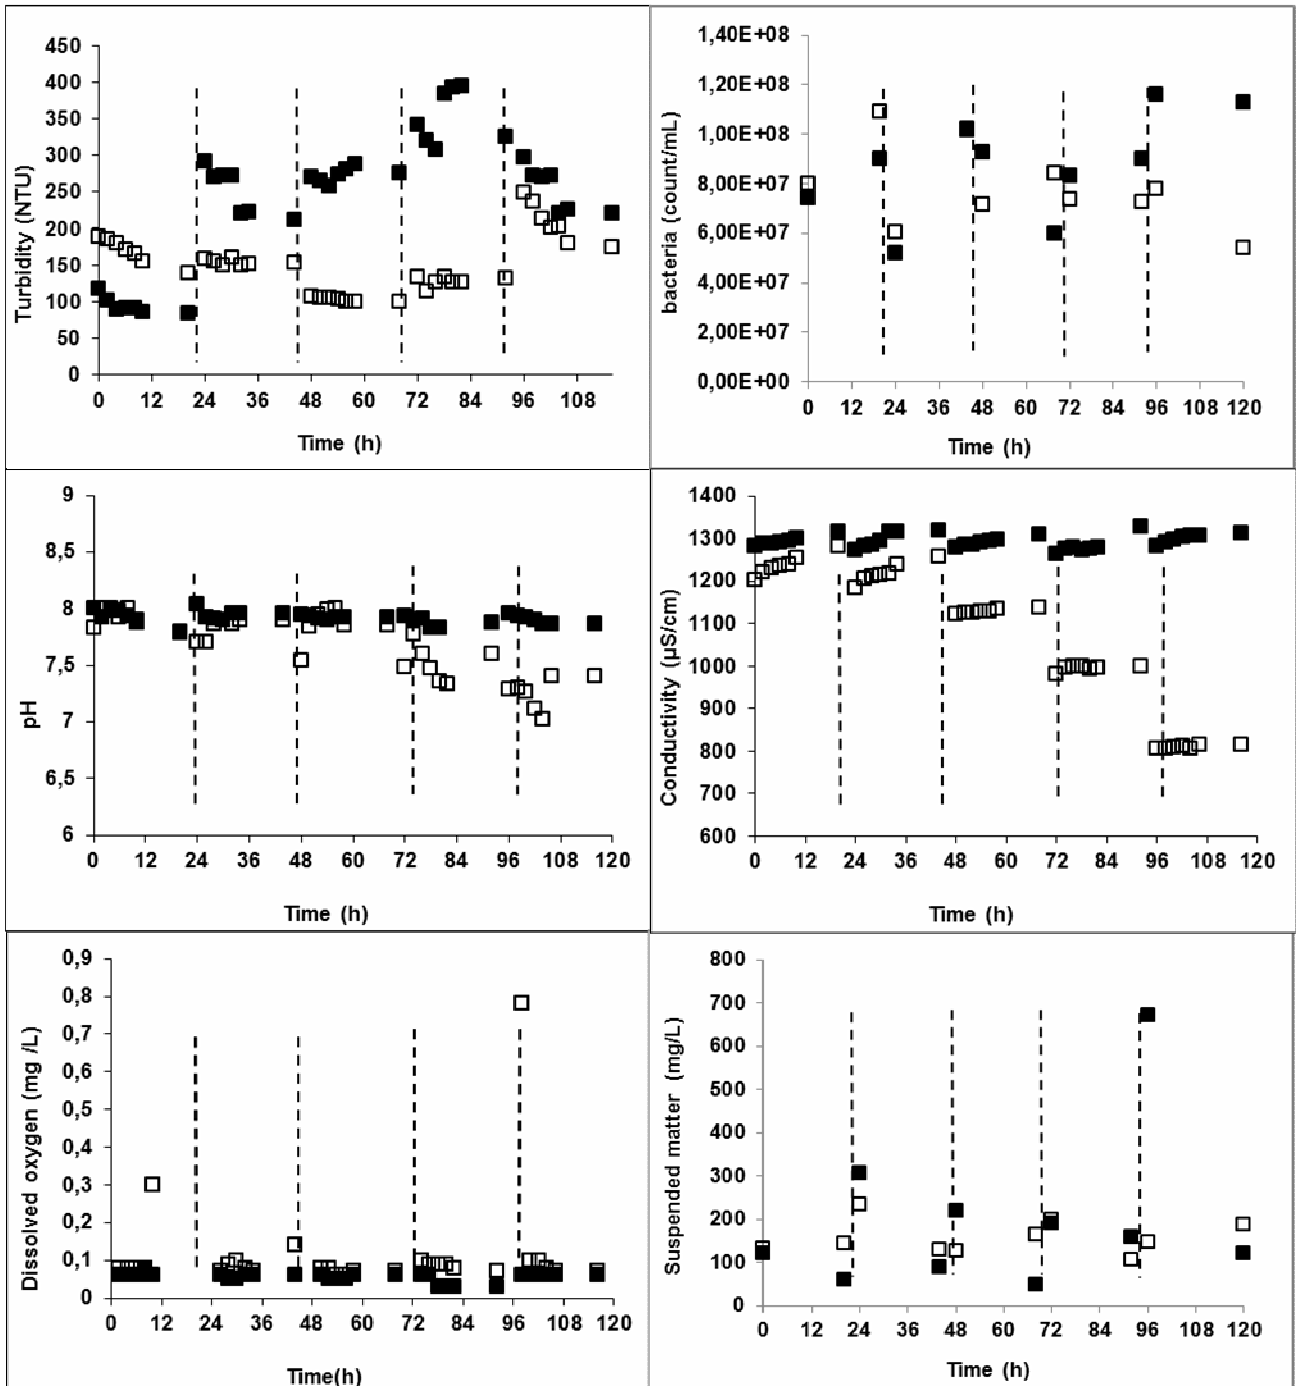 Turbidity (NTU)
450
400
350
300
250
200
150
100
50
0
0 12 24 36 48 60 72 84 96 108
Time (h)
bacteria (count/mL)
1,40E+08
1,20E+08
1,00E+08
8,00E+07
6,00E+07
4,00E+07
2,00E+07
0,00E+00
0 12 24 36 48 60 72 84 96 108 120
Time (h)
pH
9
8,5
8
7,5
7
6,5
6
0 12 24 36 48 60 72 84 96 108 120
Time (h)
Conductivity (µS/cm)
1400
1300
1200
1100
1000
900
800
700
600
0 12 24 36 48 60 72 84 96 108 120
Time (h)
Dissolved oxygen (mg /L)
0,9
0,8
0,7
0,6
0,5
0,4
0,3
0,2
0,1
0
0 12 24 36 48 60 72 84 96 108 120
Time(h)
Suspended matter (mg/L)
800
700
600
500
400
300
200
100
0
0 12 24 36 48 60 72 84 96 108 120
Time (h)